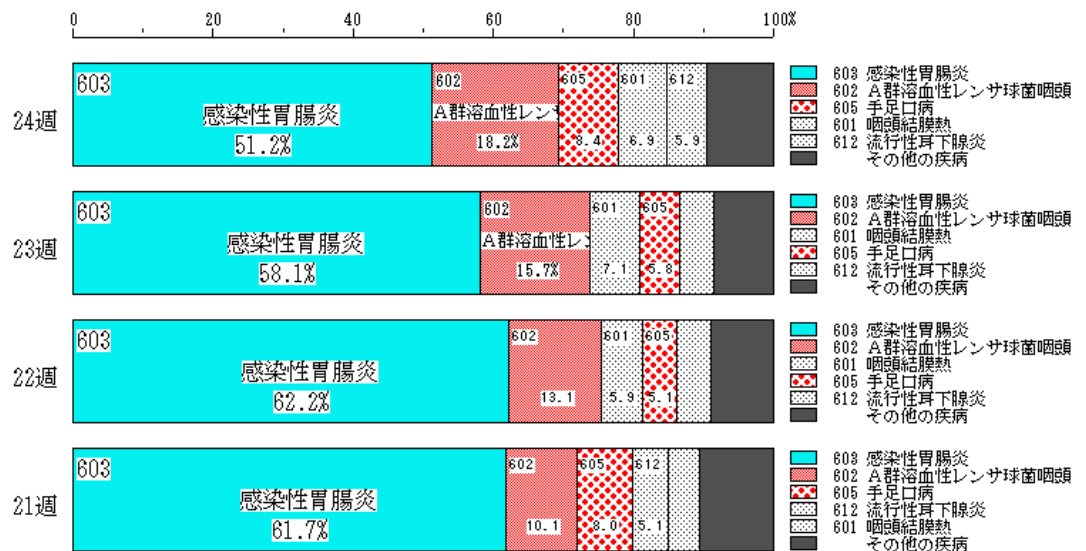 0 20 40 60 80 100%
24週
603
感染性胃腸炎
51.2%
602
A群溶血性レンサ
18.2%
605
8.4
601
6.9
612
5.9
603 感染性胃腸炎
602 A群溶血性レンサ球菌咽頭
605 手足口病
601 咽頭結膜熱
612 流行性耳下腺炎
その他の疾病
23週
603
感染性胃腸炎
58.1%
602
A群溶血性レン
15.7%
601
7.1
605
5.8
603 感染性胃腸炎
602 A群溶血性レンサ球菌咽頭
601 咽頭結膜熱
605 手足口病
612 流行性耳下腺炎
その他の疾病
22週
603
感染性胃腸炎
62.2%
602
13.1
601
5.9
605
5.1
603 感染性胃腸炎
602 A群溶血性レンサ球菌咽頭
601 咽頭結膜熱
605 手足口病
612 流行性耳下腺炎
その他の疾病
21週
603
感染性胃腸炎
61.7%
602
10.1
605
8.0
612
5.1
603 感染性胃腸炎
602 A群溶血性レンサ球菌咽頭
605 手足口病
612 流行性耳下腺炎
601 咽頭結膜熱
その他の疾病